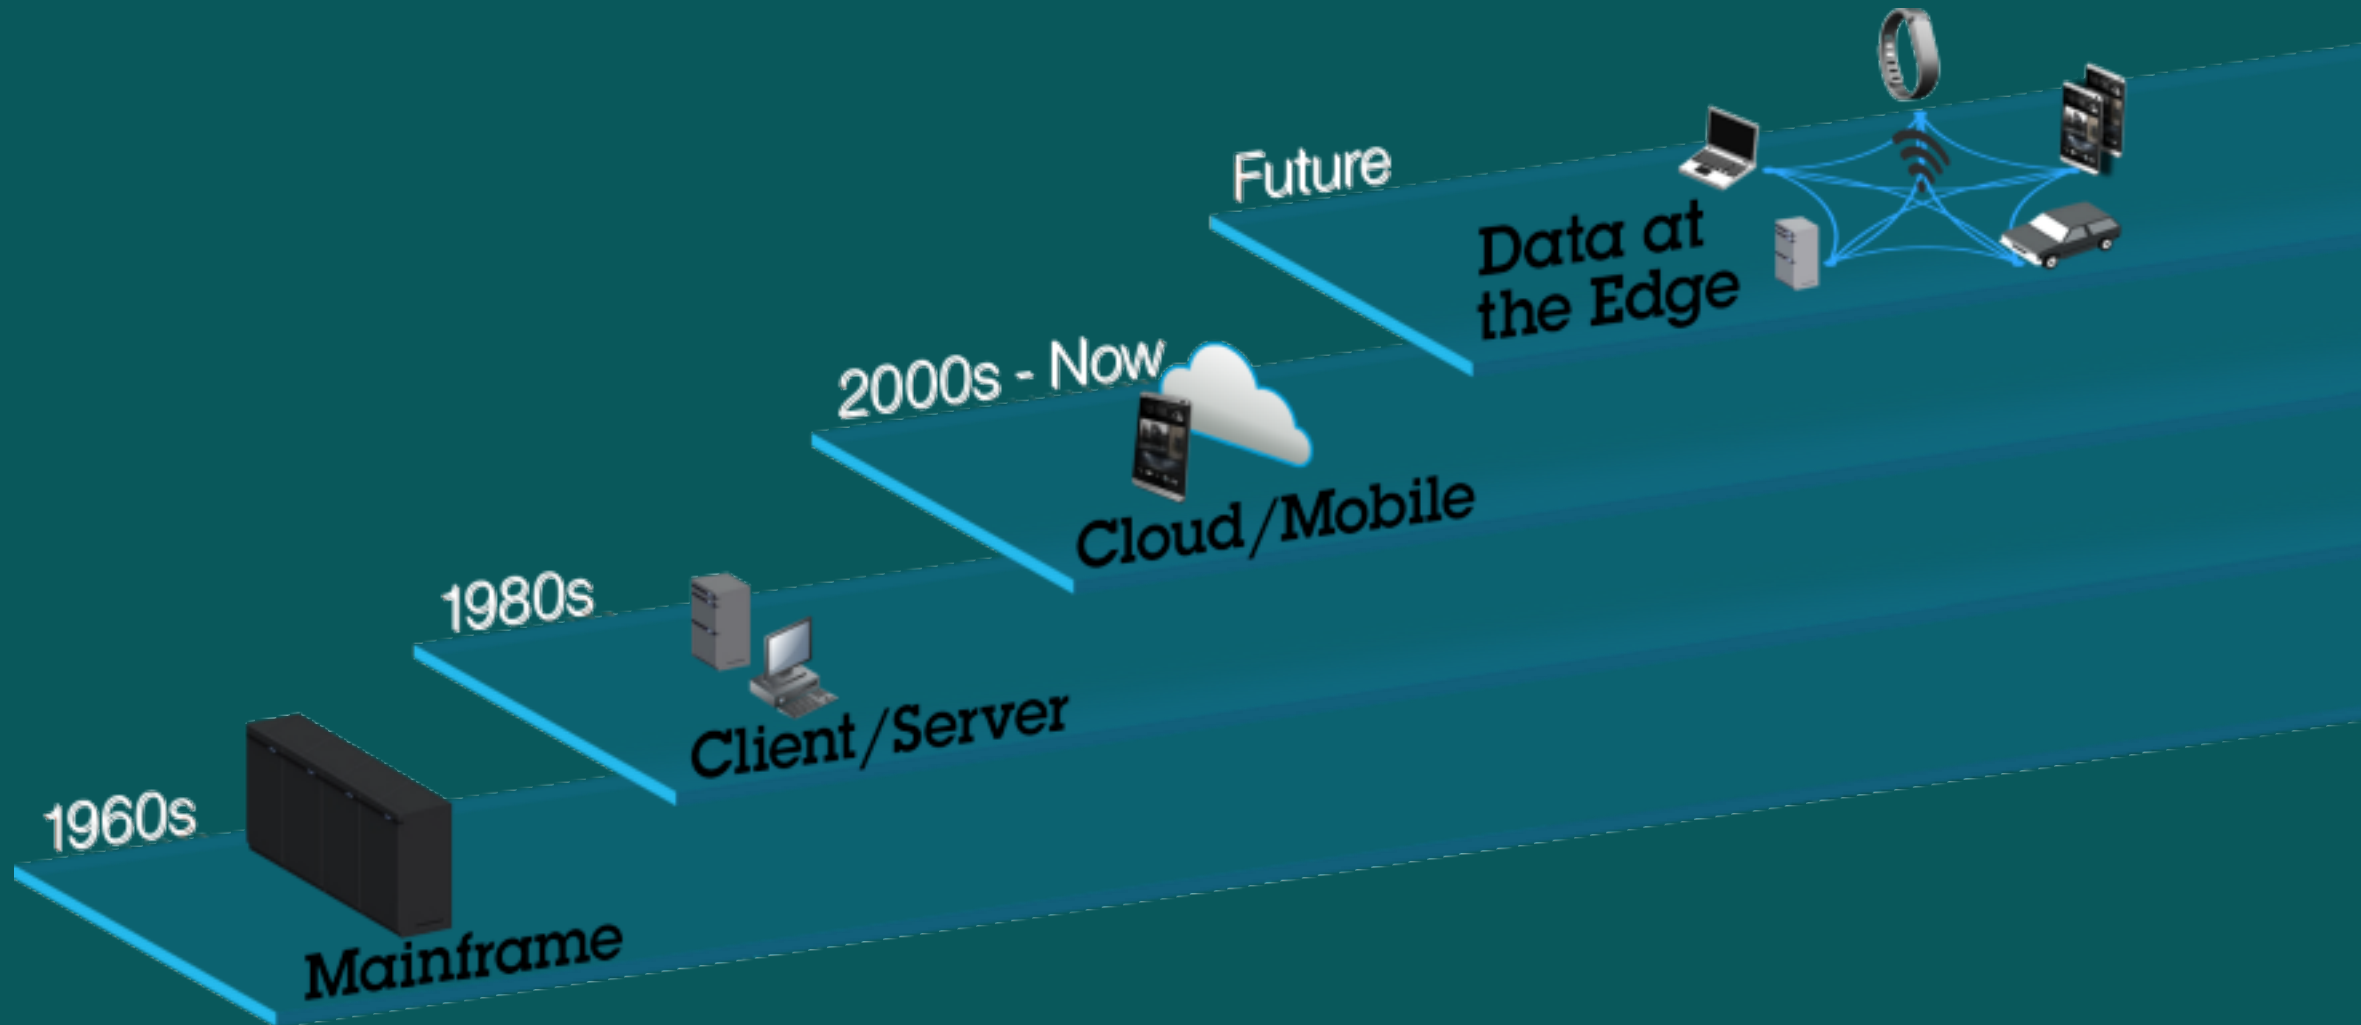 Future
Data at
the Edge
2000s - Now
Cloud/Mobile
1980s
Client/Server
1960s
Mainframe